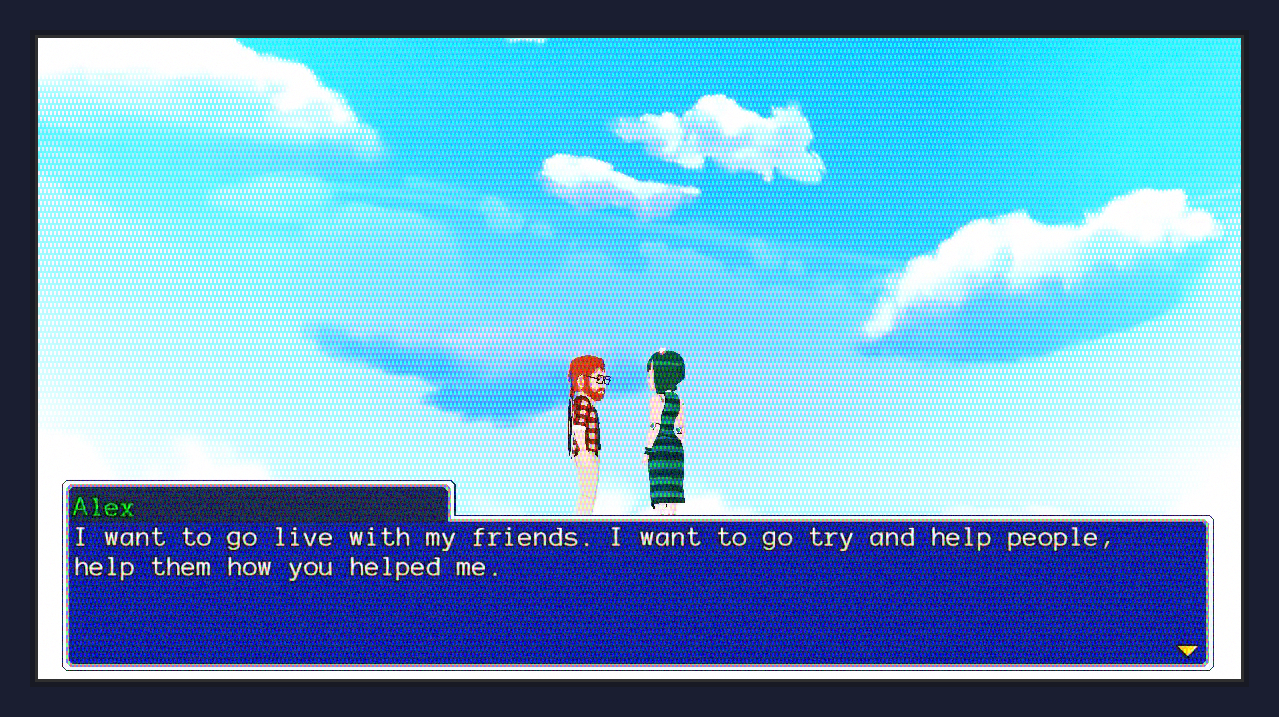 Alex
I want to go live with my friends. I want to go try and help people,
help them how you helped me.